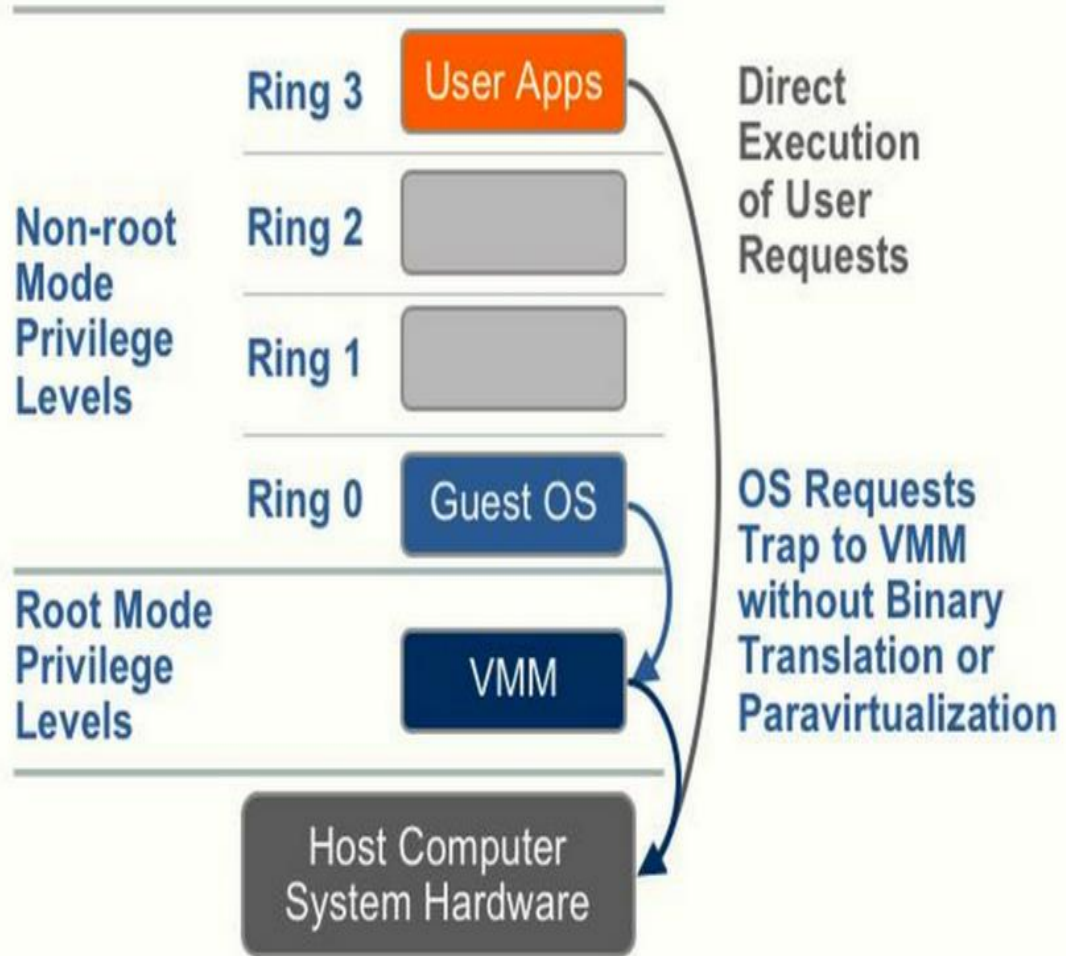 Ring 3
User Apps
Direct
Execution
of User
Requests
Non-root
Mode
Privilege
Levels
Ring 2
Ring 1
Ring 0
Guest OS
OS Requests
Trap to VMM
without Binary
Translation or
Paravirtualization
Root Mode
Privilege
Levels
VMM
Host Computer
System Hardware